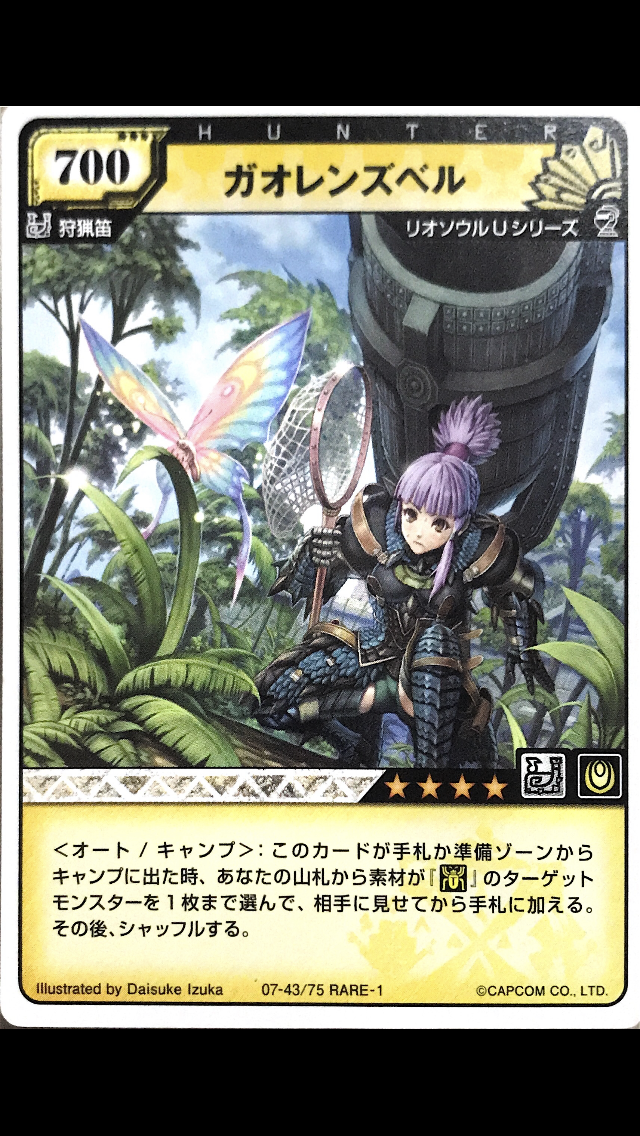 HUNTER
700
ガオレンズベル
狩猟笛
リオソウルUシリーズ
2
<オート / キャンプ>:このカードが手札か準備ゾーンから
キャンプに出た時、あなたの山札から素材が『』のターゲット
モンスターを1枚まで選んで、相手に見せてから手札に加える。
その後、シャッフルする。
Illustrated by Daisuke Izuka
07-43/75 RARE-1
©CAPCOM CO., LTD.